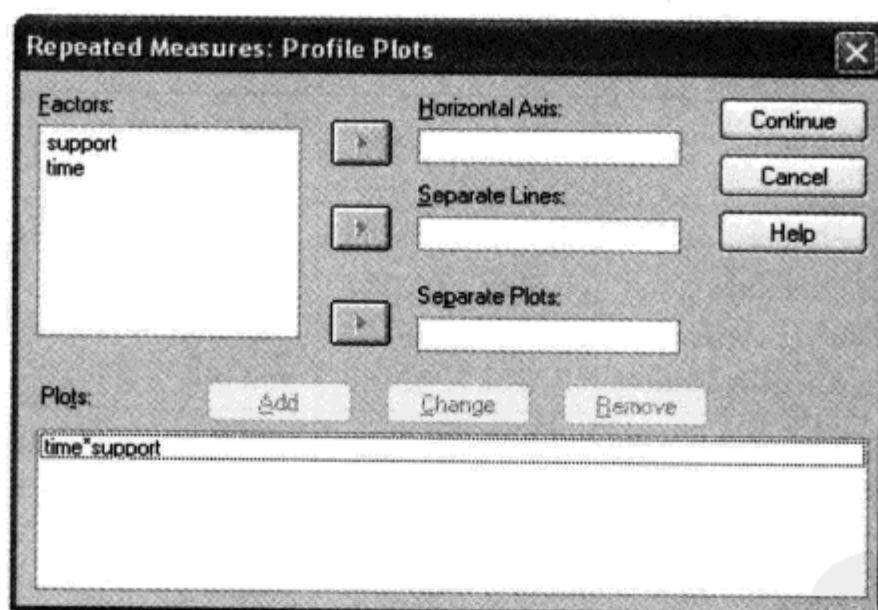 Repeated Measures: Profile Plots
Factors:
support
time
Horizontal Axis:
Separate Lines:
Separate Plots:
Continue
Cancel
Help
Plots:
Add
Change
Remove
time*support